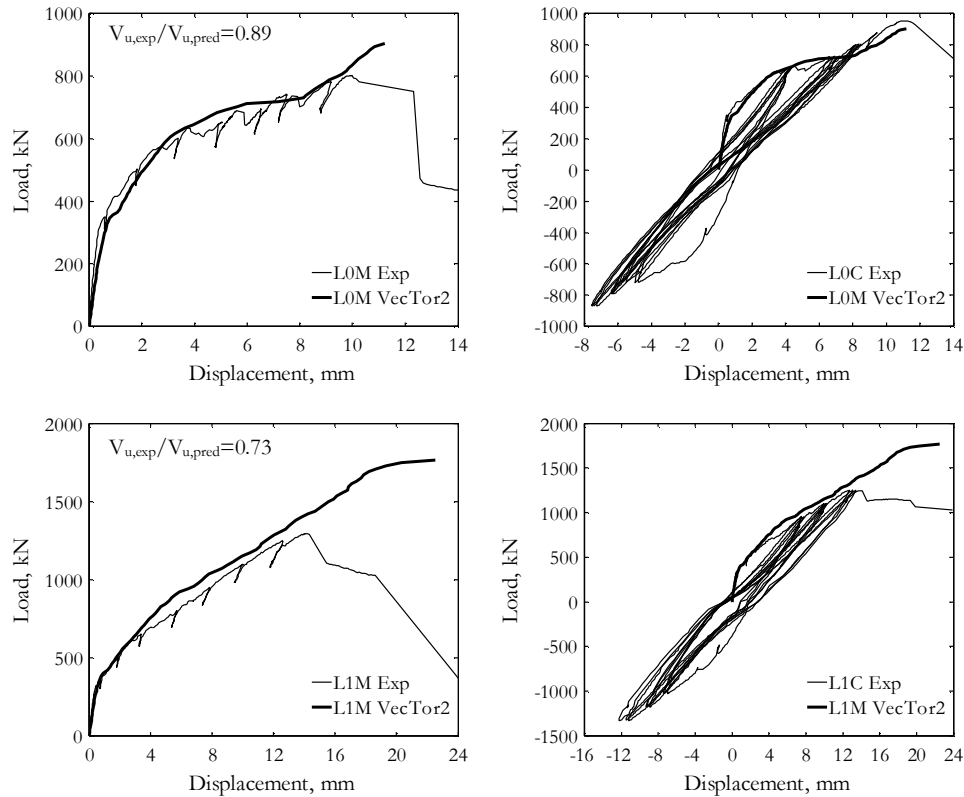 V_u,exp/V_u,pred=0.89
1000
800
600
400
200
0
Load, kN
L0M Exp
L0M VecTor2
0 2 4 6 8 10 12 14
Displacement, mm
1000
800
600
400
200
0
-200
-400
-600
-800
-1000
Load, kN
L0C Exp
L0M VecTor2
-8 -6 -4 -2 0 2 4 6 8 10 12 14
Displacement, mm
V_u,exp/V_u,pred=0.73
2000
1500
1000
500
0
Load, kN
L1M Exp
L1M VecTor2
0 4 8 12 16 20 24
Displacement, mm
2000
1500
1000
500
0
-500
-1000
-1500
Load, kN
L1C Exp
L1M VecTor2
-16 -12 -8 -4 0 4 8 12 16 20 24
Displacement, mm